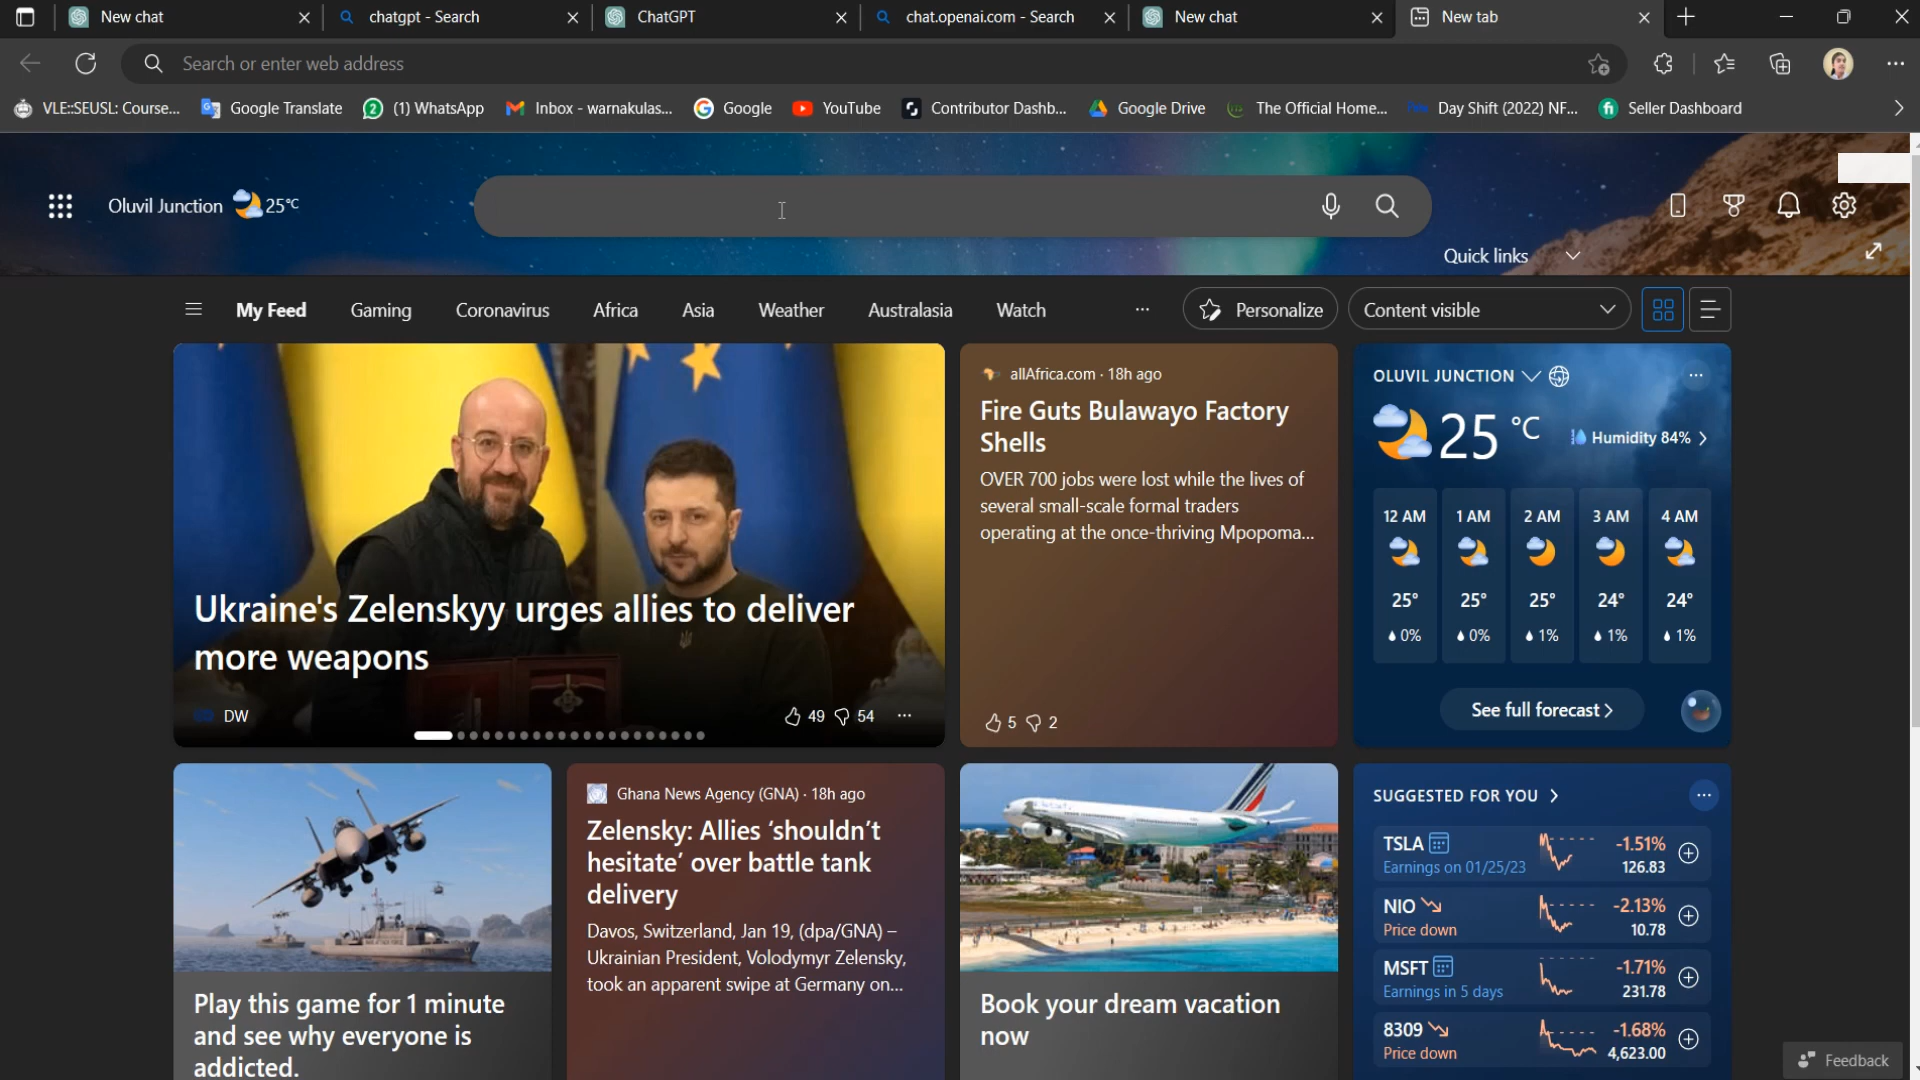 New chat
chatgpt - Search
ChatGPT
chat.openai.com - Search
New chat
New tab
Search or enter web address
VLE::SEUSL: Course...
Google Translate
(1) WhatsApp
Inbox - warnakulas...
Google
YouTube
Contributor Dashb...
Google Drive
The Official Home...
Day Shift (2022) NF...
Seller Dashboard
Oluvil Junction
25°C
Quick links
My Feed
Gaming
Coronavirus
Africa
Asia
Weather
Australasia
Watch
...
Personalize
Content visible
Ukraine's Zelenskyy urges allies to deliver
more weapons
DW
49
54
allAfrica.com · 18h ago
Fire Guts Bulawayo Factory
Shells
OVER 700 jobs were lost while the lives of
several small-scale formal traders
operating at the once-thriving Mpopoma...
5
2
OLUVIL JUNCTION
25 °C
Humidity 84%
12 AM 1 AM 2 AM 3 AM 4 AM
25° 25° 25° 24° 24°
0% 0% 1% 1% 1%
See full forecast
Play this game for 1 minute
and see why everyone is
addicted.
Ghana News Agency (GNA) · 18h ago
Zelensky: Allies ‘shouldn’t
hesitate’ over battle tank
delivery
Davos, Switzerland, Jan 19, (dpa/GNA) –
Ukrainian President, Volodymyr Zelensky,
took an apparent swipe at Germany on...
Book your dream vacation
now
SUGGESTED FOR YOU
TSLA -1.51%
Earnings on 01/25/23 126.83
NIO -2.13%
Price down 10.78
MSFT -1.71%
Earnings in 5 days 231.78
8309 -1.68%
Price down 4,623.00
Feedback